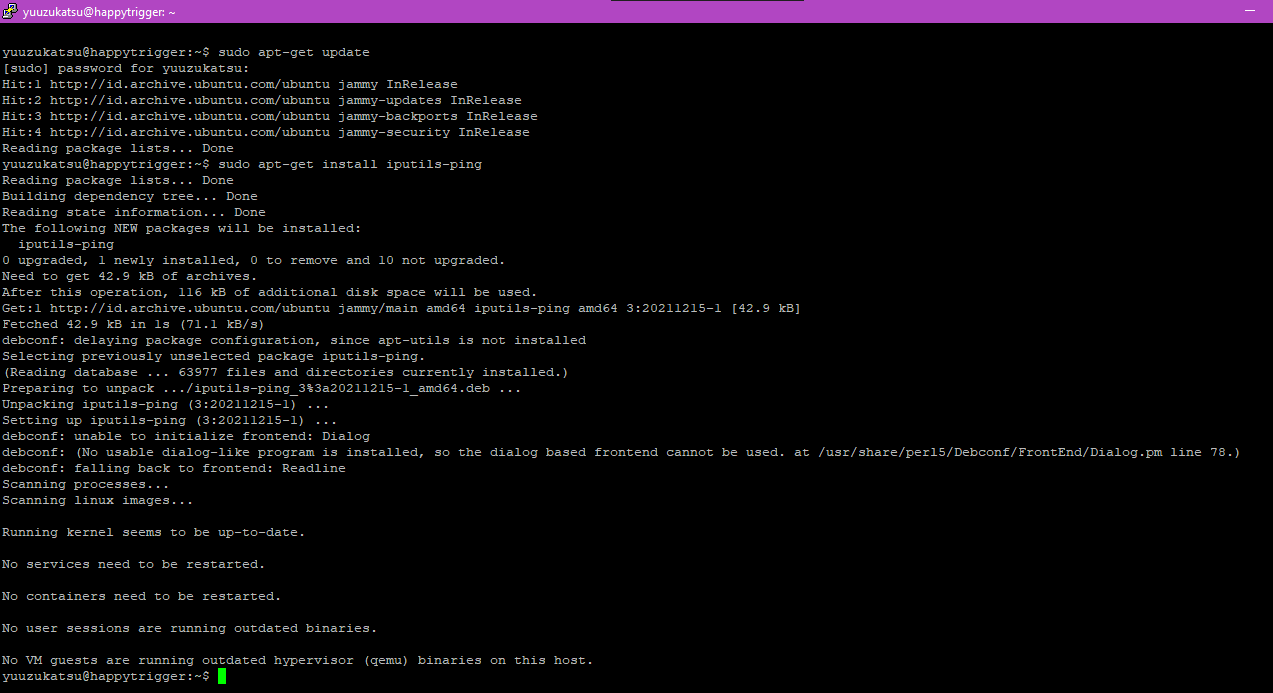 yuuzukatsu@happytrigger: ~
yuuzukatsu@happytrigger:~$ sudo apt-get update
[sudo] password for yuuzukatsu:
Hit:1 http://id.archive.ubuntu.com/ubuntu jammy InRelease
Hit:2 http://id.archive.ubuntu.com/ubuntu jammy-updates InRelease
Hit:3 http://id.archive.ubuntu.com/ubuntu jammy-backports InRelease
Hit:4 http://id.archive.ubuntu.com/ubuntu jammy-security InRelease
Reading package lists... Done
yuuzukatsu@happytrigger:~$ sudo apt-get install iputils-ping
Reading package lists... Done
Building dependency tree... Done
Reading state information... Done
The following NEW packages will be installed:
  iputils-ping
0 upgraded, 1 newly installed, 0 to remove and 10 not upgraded.
Need to get 42.9 kB of archives.
After this operation, 116 kB of additional disk space will be used.
Get:1 http://id.archive.ubuntu.com/ubuntu jammy/main amd64 iputils-ping amd64 3:20211215-1 [42.9 kB]
Fetched 42.9 kB in 1s (71.1 kB/s)
debconf: delaying package configuration, since apt-utils is not installed
Selecting previously unselected package iputils-ping.
(Reading database ... 63977 files and directories currently installed.)
Preparing to unpack .../iputils-ping_3%3a20211215-1_amd64.deb ...
Unpacking iputils-ping (3:20211215-1) ...
Setting up iputils-ping (3:20211215-1) ...
debconf: unable to initialize frontend: Dialog
debconf: (No usable dialog-like program is installed, so the dialog based frontend cannot be used. at /usr/share/perl5/Debconf/FrontEnd/Dialog.pm line 78.)
debconf: falling back to frontend: Readline
Scanning processes...
Scanning linux images...
Running kernel seems to be up-to-date.
No services need to be restarted.
No containers need to be restarted.
No user sessions are running outdated binaries.
No VM guests are running outdated hypervisor (qemu) binaries on this host.
yuuzukatsu@happytrigger:~$